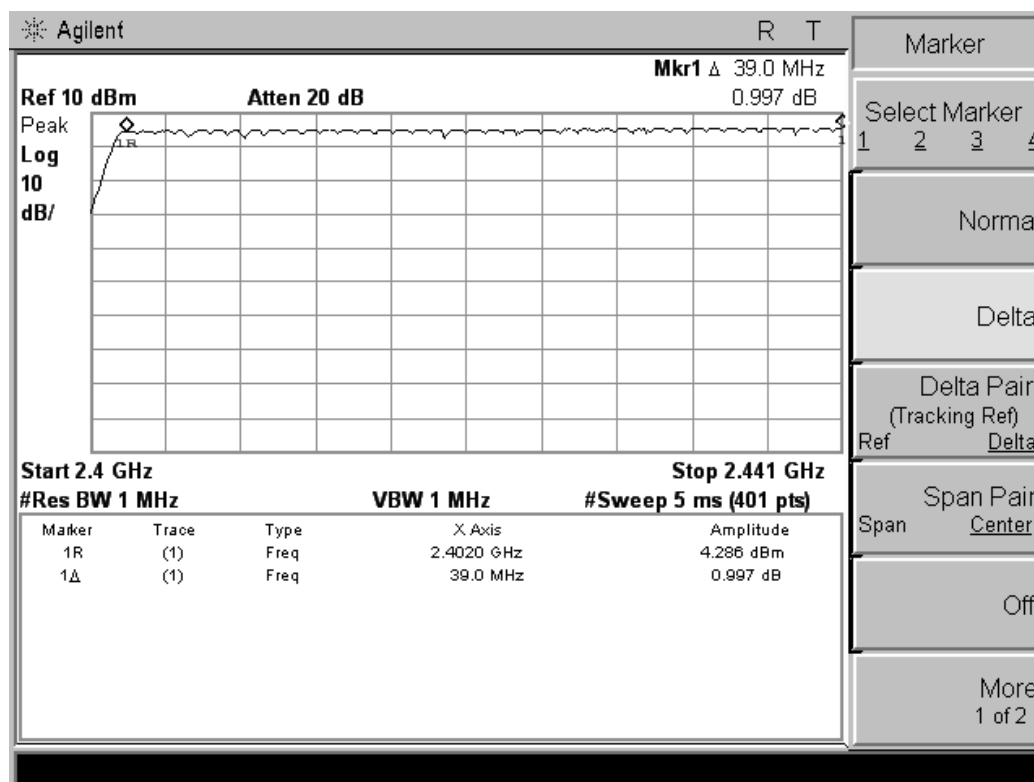 Agilent R T
Mkr1 Δ 39.0 MHz
Ref 10 dBm Atten 20 dB 0.997 dB
Peak
Log
10
dB/
1R
1
Start 2.4 GHz Stop 2.441 GHz
#Res BW 1 MHz VBW 1 MHz #Sweep 5 ms (401 pts)
Marker Trace Type X Axis Amplitude
1R (1) Freq 2.4020 GHz 4.286 dBm
1Δ (1) Freq 39.0 MHz 0.997 dB
Marker
Select Marker
1 2 3 4
Norma
Delta
Delta Pair
(Tracking Ref)
Ref Delta
Span Pair
Span Center
Off
More
1 of 2